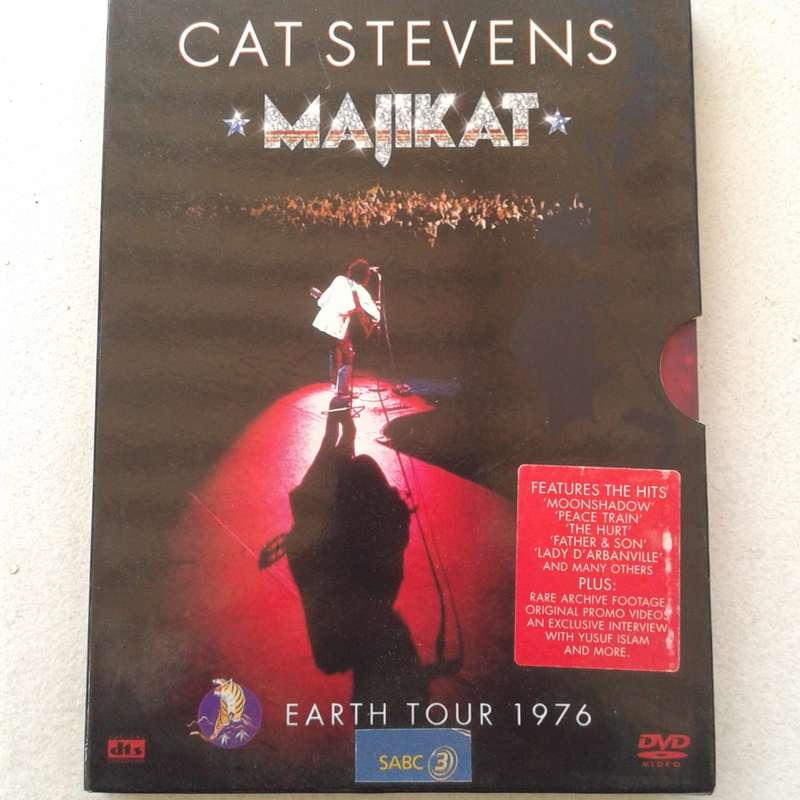 CAT STEVENS
MAJIKAT
FEATURES THE HITS
'MOONSHADOW'
'PEACE TRAIN'
'THE HURT'
'FATHER & SON'
'LADY D'ARBANVILLE'
AND MANY OTHERS
PLUS:
RARE ARCHIVE FOOTAGE
ORIGINAL PROMO VIDEOS
AN EXCLUSIVE INTERVIEW
WITH YUSUF ISLAM
AND MORE.
EARTH TOUR 1976
dts
SABC 3
DVD
VIDEO